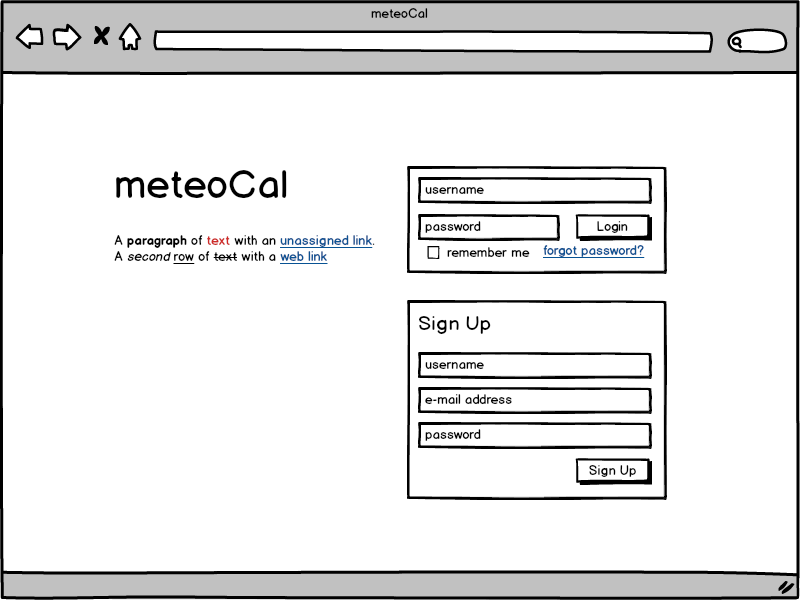 meteoCal
meteoCal
A paragraph of text with an unassigned link.
A second row of text with a web link
username
password
Login
remember me
forgot password?
Sign Up
username
e-mail address
password
Sign Up